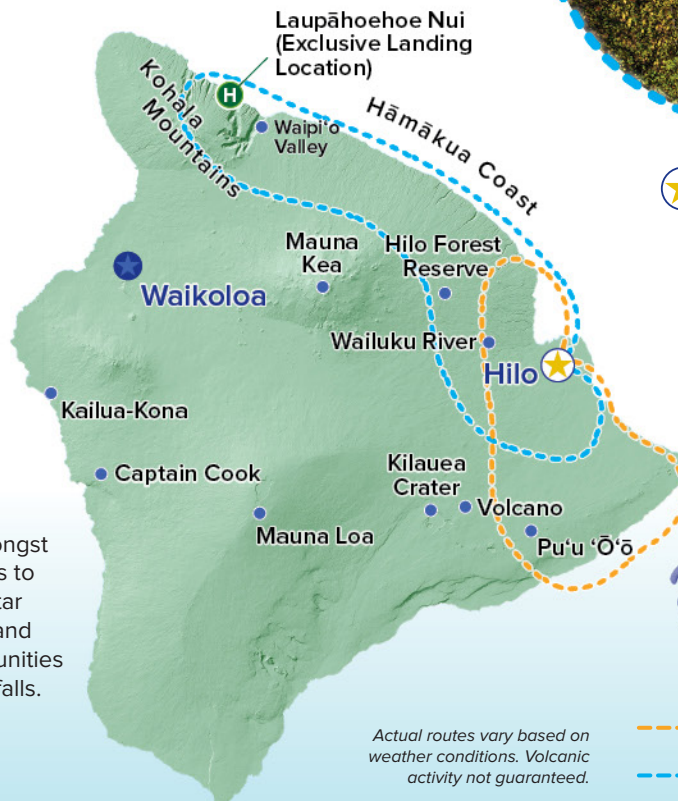 Laupāhoehoe Nui
(Exclusive Landing
Location)
H
Kohala
Mountains
Waipi‘o
Valley
Hāmākua Coast
Mauna
Kea
Hilo Forest
Reserve
Waikoloa
Wailuku River
Hilo
Kailua-Kona
Captain Cook
Kilauea
Crater
Volcano
Mauna Loa
Pu‘u ‘Ō‘ō
ongst
s to
tar
and
unities
falls.
Actual routes vary based on
weather conditions. Volcanic
activity not guaranteed.